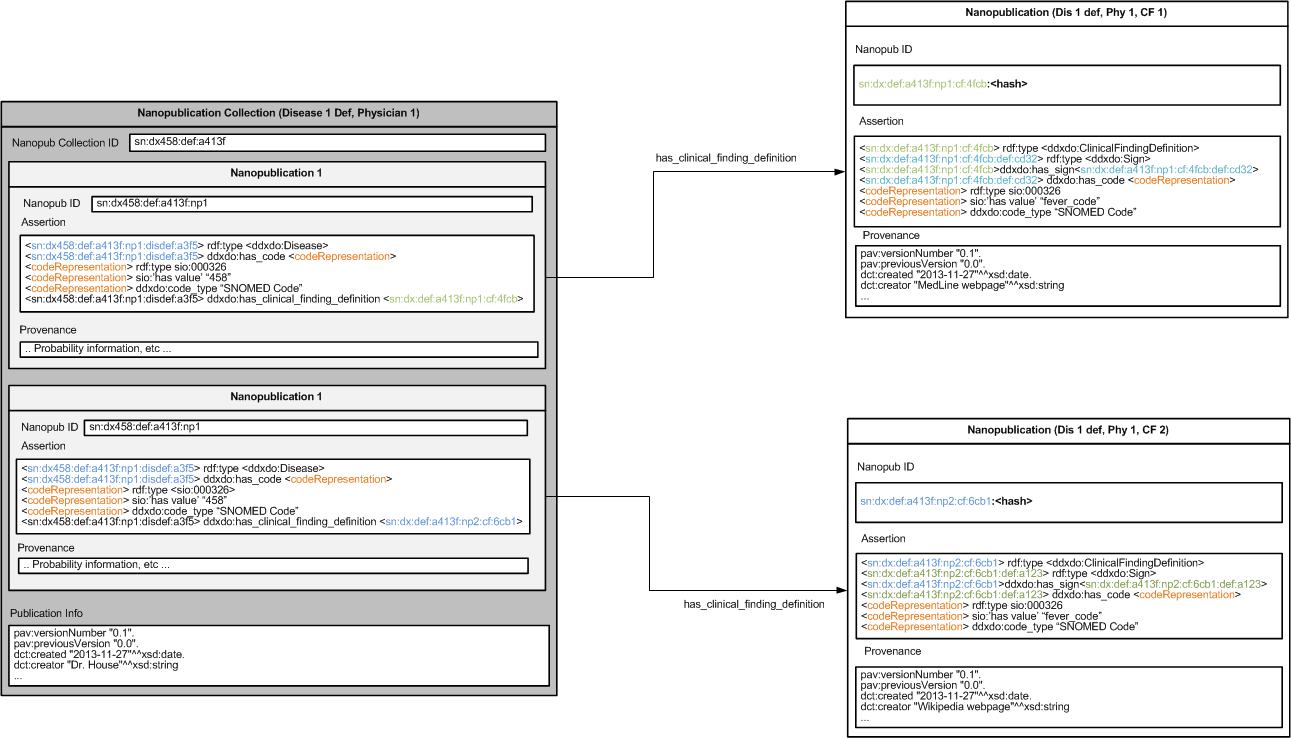 Nanopublication Collection (Disease 1 Def, Physician 1)
Nanopub Collection ID
sn:dx458:def:a413f
Nanopublication 1
Nanopub ID
sn:dx458:def:a413f:np1
Assertion
<sn:dx458:def:a413f:np1:disdef:a3f5> rdf:type <ddxdo:Disease>
<sn:dx458:def:a413f:np1:disdef:a3f5> ddxdo:has_code <codeRepresentation>
<codeRepresentation> rdf:type sio:000326
<codeRepresentation> sio:'has value' “458”
<codeRepresentation> ddxdo:code_type “SNOMED Code”
<sn:dx458:def:a413f:np1:disdef:a3f5> ddxdo:has_clinical_finding_definition <sn:dx:def:a413f:np1:cf:4fcb>
Provenance
.. Probability information, etc ...
Nanopublication 1
Nanopub ID
sn:dx458:def:a413f:np1
Assertion
<sn:dx458:def:a413f:np1:disdef:a3f5> rdf:type <ddxdo:Disease>
<sn:dx458:def:a413f:np1:disdef:a3f5> ddxdo:has_code <codeRepresentation>
<codeRepresentation> rdf:type <sio:000326>
<codeRepresentation> sio:'has value’ “458”
<codeRepresentation> ddxdo:code_type “SNOMED Code”
<sn:dx458:def:a413f:np1:disdef:a3f5> ddxdo:has_clinical_finding_definition <sn:dx:def:a413f:np2:cf:6cb1>
Provenance
.. Probability information, etc ...
Publication Info
pav:versionNumber "0.1".
pav:previousVersion "0.0".
dct:created "2013-11-27"^^xsd:date.
dct:creator "Dr. House"^^xsd:string
...
has_clinical_finding_definition
has_clinical_finding_definition
Nanopublication (Dis 1 def, Phy 1, CF 1)
Nanopub ID
sn:dx:def:a413f:np1:cf:4fcb:<hash>
Assertion
<sn:dx:def:a413f:np1:cf:4fcb> rdf:type <ddxdo:ClinicalFindingDefinition>
<sn:dx:def:a413f:np1:cf:4fcb:def:cd32> rdf:type <ddxdo:Sign>
<sn:dx:def:a413f:np1:cf:4fcb>ddxdo:has_sign<sn:dx:def:a413f:np1:cf:4fcb:def:cd32>
<sn:dx:def:a413f:np1:cf:4fcb:def:cd32> ddxdo:has_code <codeRepresentation>
<codeRepresentation> rdf:type sio:000326
<codeRepresentation> sio:'has value’ “fever_code”
<codeRepresentation> ddxdo:code_type “SNOMED Code”
Provenance
pav:versionNumber "0.1".
pav:previousVersion "0.0".
dct:created "2013-11-27"^^xsd:date.
dct:creator "MedLine webpage"^^xsd:string
...
Nanopublication (Dis 1 def, Phy 1, CF 2)
Nanopub ID
sn:dx:def:a413f:np2:cf:6cb1:<hash>
Assertion
<sn:dx:def:a413f:np2:cf:6cb1> rdf:type <ddxdo:ClinicalFindingDefinition>
<sn:dx:def:a413f:np2:cf:6cb1:def:a123> rdf:type <ddxdo:Sign>
<sn:dx:def:a413f:np2:cf:6cb1>ddxdo:has_sign<sn:dx:def:a413f:np2:cf:6cb1:def:a123>
<sn:dx:def:a413f:np2:cf:6cb1:def:a123> ddxdo:has_code <codeRepresentation>
<codeRepresentation> rdf:type sio:000326
<codeRepresentation> sio:'has value’ “fever_code”
<codeRepresentation> ddxdo:code_type “SNOMED Code”
Provenance
pav:versionNumber "0.1".
pav:previousVersion "0.0".
dct:created "2013-11-27"^^xsd:date.
dct:creator "Wikipedia webpage"^^xsd:string
...